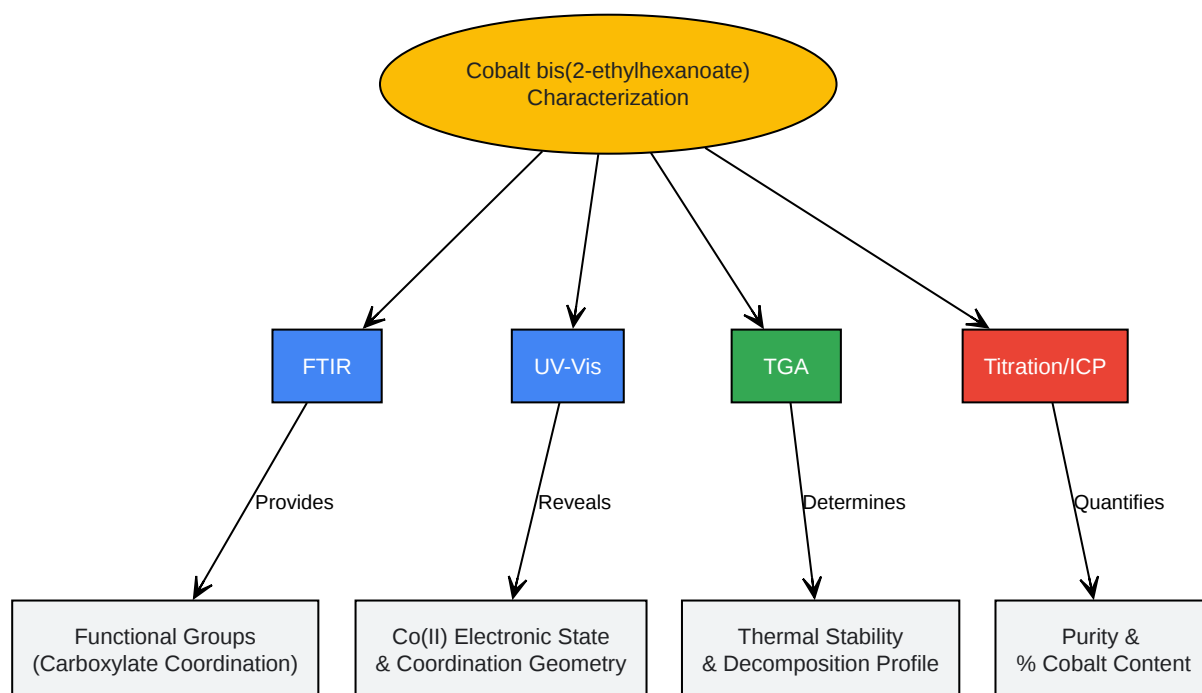 Cobalt bis(2-ethylhexanoate)
Characterization
FTIR
UV-Vis
TGA
Titration/ICP
Provides
Reveals
Determines
Quantifies
Functional Groups
(Carboxylate Coordination)
Co(II) Electronic State
& Coordination Geometry
Thermal Stability
& Decomposition Profile
Purity &
% Cobalt Content